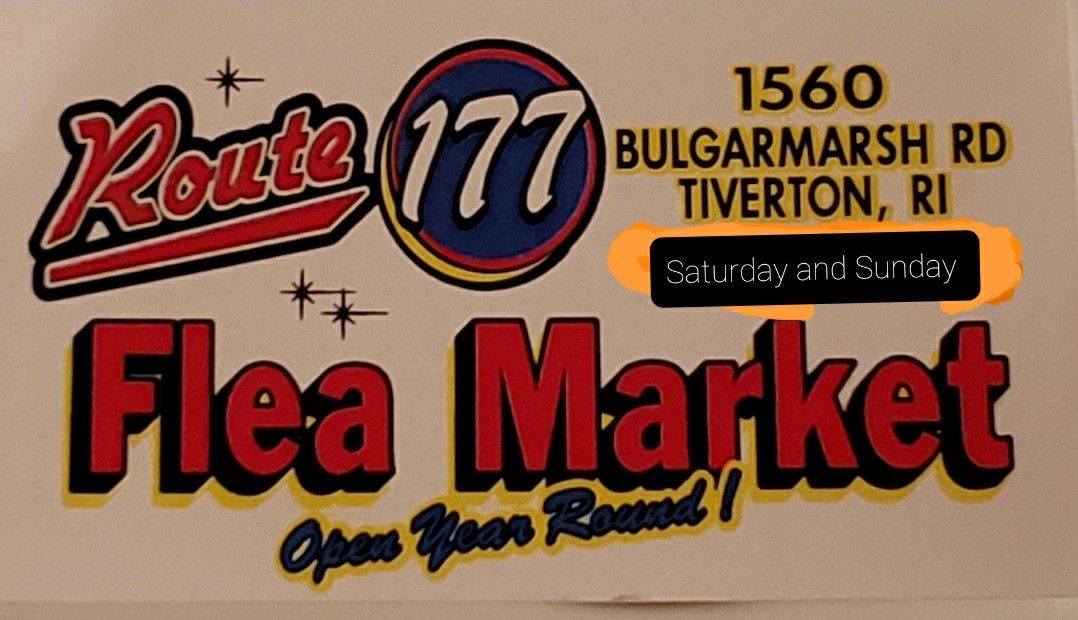 Route 177
1560
BULGARMARSH RD
TIVERTON, RI
Saturday and Sunday
Flea Market
Open Year Round!